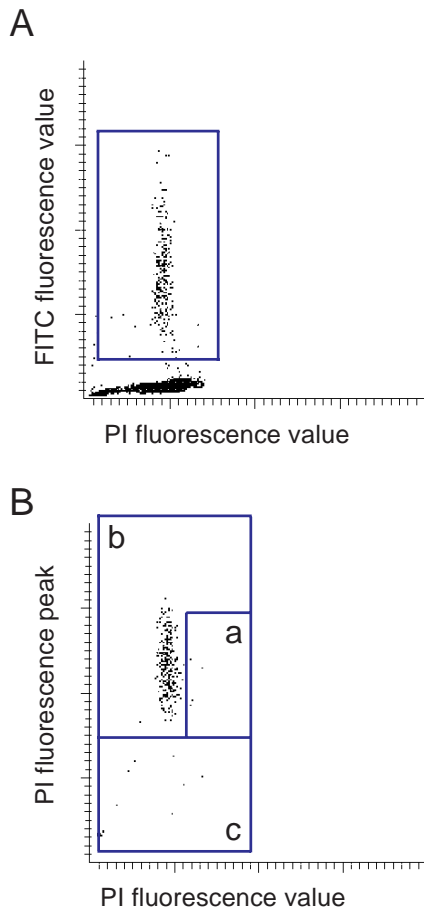 A
FITC fluorescence value
PI fluorescence value
B
PI fluorescence peak
b
a
c
PI fluorescence value